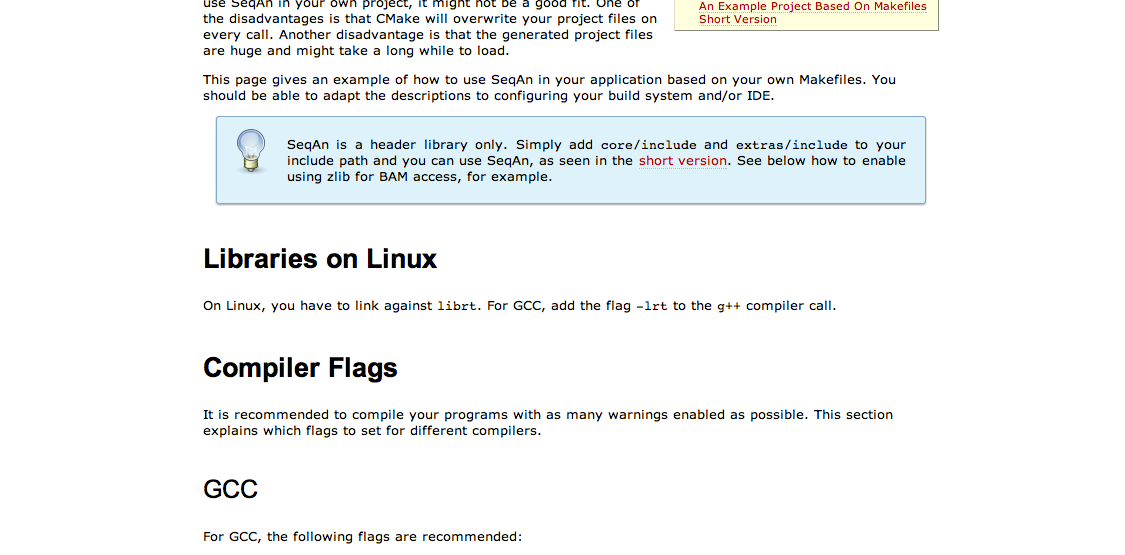 use SeqAn in your own project, it might not be a good fit. One of
the disadvantages is that CMake will overwrite your project files on
every call. Another disadvantage is that the generated project files
are huge and might take a long while to load.
An Example Project Based On Makefiles
Short Version
This page gives an example of how to use SeqAn in your application based on your own Makefiles. You
should be able to adapt the descriptions to configuring your build system and/or IDE.
SeqAn is a header library only. Simply add core/include and extras/include to your
include path and you can use SeqAn, as seen in the short version. See below how to enable
using zlib for BAM access, for example.
Libraries on Linux
On Linux, you have to link against librt. For GCC, add the flag -lrt to the g++ compiler call.
Compiler Flags
It is recommended to compile your programs with as many warnings enabled as possible. This section
explains which flags to set for different compilers.
GCC
For GCC, the following flags are recommended: